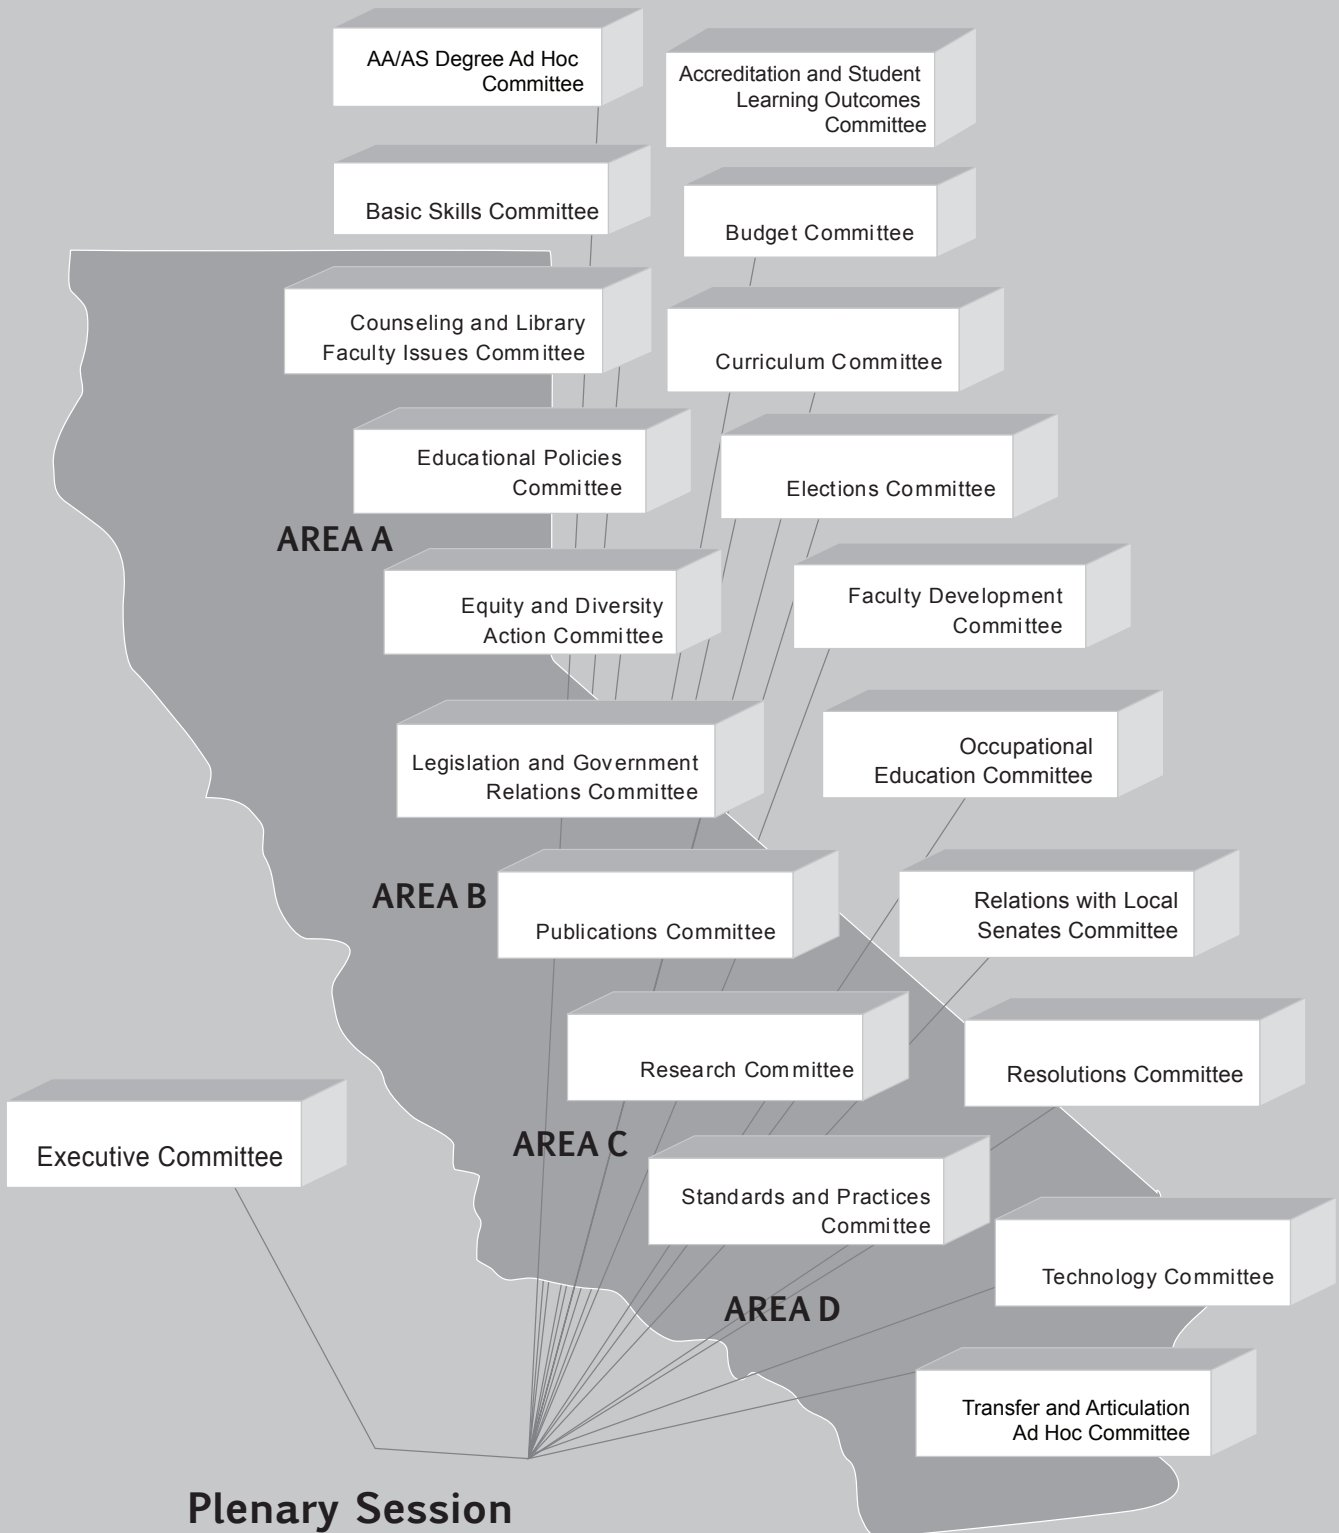 AA/AS Degree Ad Hoc
Committee
Accreditation and Student
Learning Outcomes
Committee
Basic Skills Committee
Budget Committee
Counseling and Library
Faculty Issues Committee
Curriculum Committee
Educational Policies
Committee
Elections Committee
AREA A
Equity and Diversity
Action Committee
Faculty Development
Committee
Legislation and Government
Relations Committee
Occupational
Education Committee
AREA B
Publications Committee
Relations with Local
Senates Committee
Research Committee
Resolutions Committee
Executive Committee
AREA C
Standards and Practices
Committee
Technology Committee
AREA D
Transfer and Articulation
Ad Hoc Committee
Plenary Session